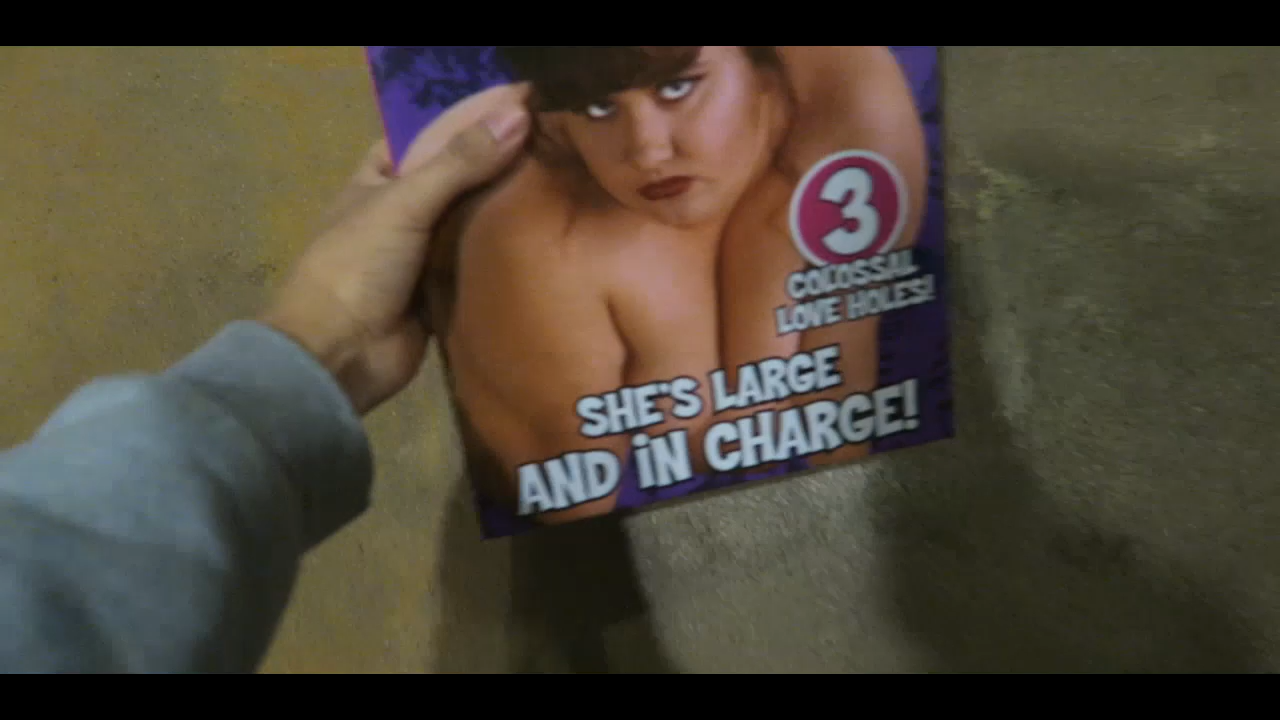 3
COLOSSAL
LOVE HOLES!
SHE'S LARGE
AND iN CHARGE!